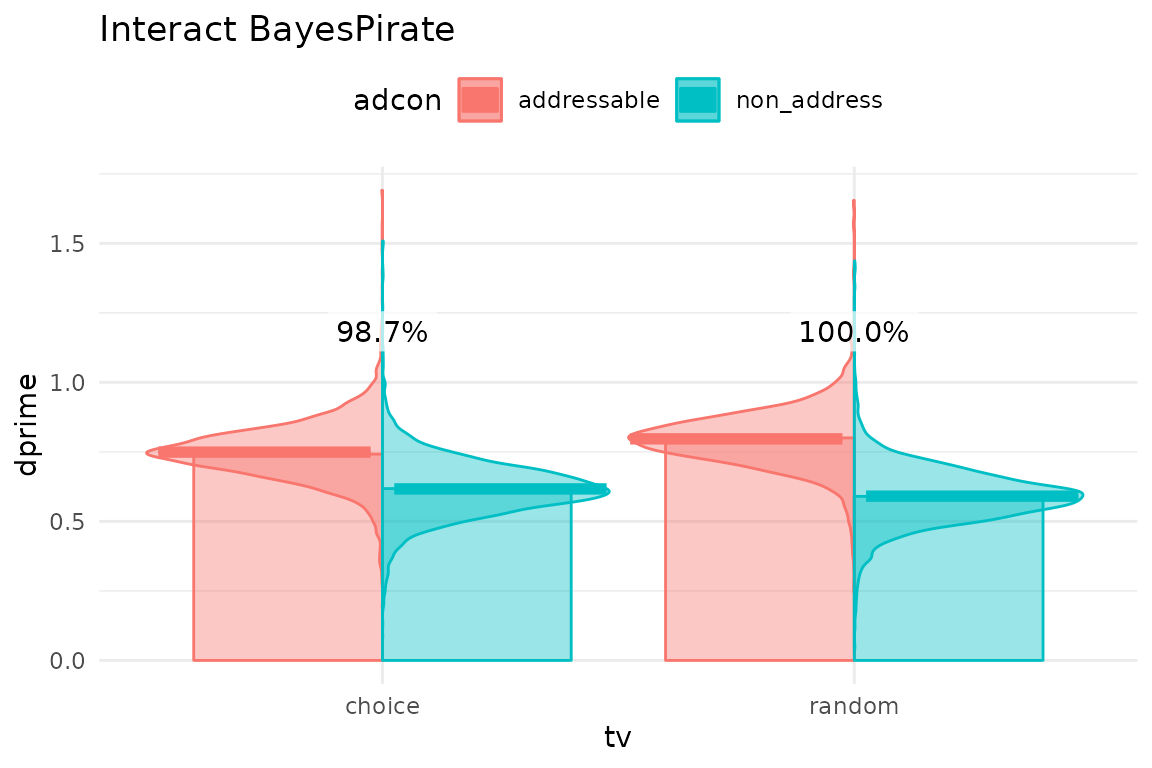 Interact BayesPirate
adcon addressable non_address
1.5
98.7% 100.0%
1.0
0.5
0.0
dprime
choice random
tv